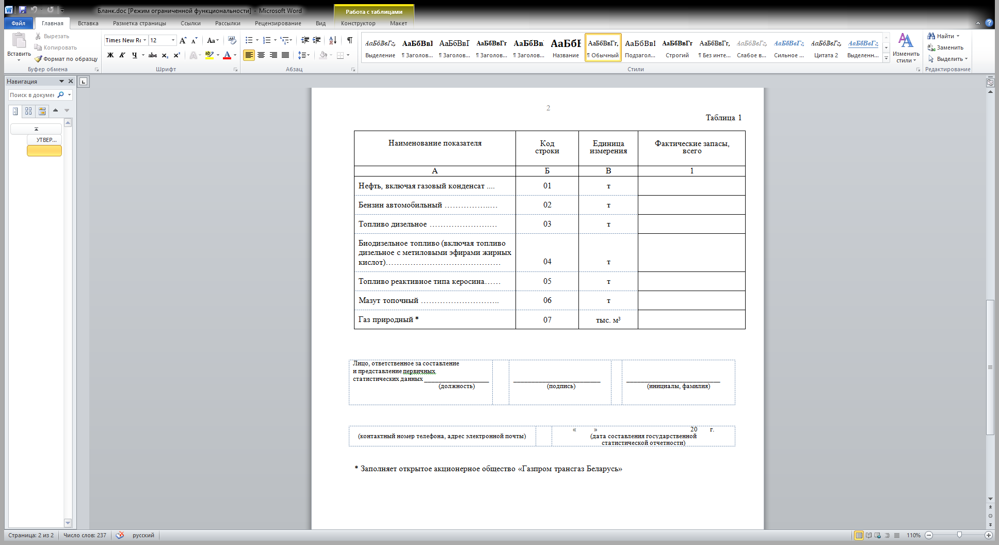 Бланк.doc [Режим ограниченной функциональности] - Microsoft Word
Работа с таблицами
Файл Главная Вставка Разметка страницы Ссылки Рассылки Рецензирование Вид Конструктор Макет
Вставить
Вырезать
Копировать
Формат по образцу
Буфер обмена
Times New Rc 12
Ж К Ч abc x₂ x²
Шрифт
Абзац
АаБбВвГг, АаБбВвІ АаБбВвГ АаБбВвГг АаБбВв. АаБбЕ АаБбВвГг, АаБбВвІ АаБбВвГг АаБбВвГг, АаБбВвГг, АаБбВвГг, АаБбВвГг, АаБбВвГг,
Выделение ¶ Заголов... ¶ Заголов... ¶ Заголов... ¶ Заголов... Название ¶ Обычный Подзагол... Строгий ¶ Без инте... Слабое в... Сильное ... Цитата 2 Выделенн...
Стили
Изменить
стили
Найти
Заменить
Выделить
Редактирование
Навигация
Поиск в докумен
УТВЕР...
2
Таблица 1
Наименование показателя
Код
строки
Единица
измерения
Фактические запасы,
всего
А Б В 1
Нефть, включая газовый конденсат .... 01 т
Бензин автомобильный ……………..… 02 т
Топливо дизельное ………………….… 03 т
Биодизельное топливо (включая топливо
дизельное с метиловыми эфирами жирных
кислот)…………………………………… 04 т
Топливо реактивное типа керосина…… 05 т
Мазут топочный ……………………….. 06 т
Газ природный * 07 тыс. м³
Лицо, ответственное за составление
и представление первичных
статистических данных __________________
(должность)
(подпись)
(инициалы, фамилия)
(контактный номер телефона, адрес электронной почты)
« » 20 г.
(дата составления государственной
статистической отчетности)
* Заполняет открытое акционерное общество «Газпром трансгаз Беларусь»
Страница: 2 из 2 Число слов: 237 русский 110%